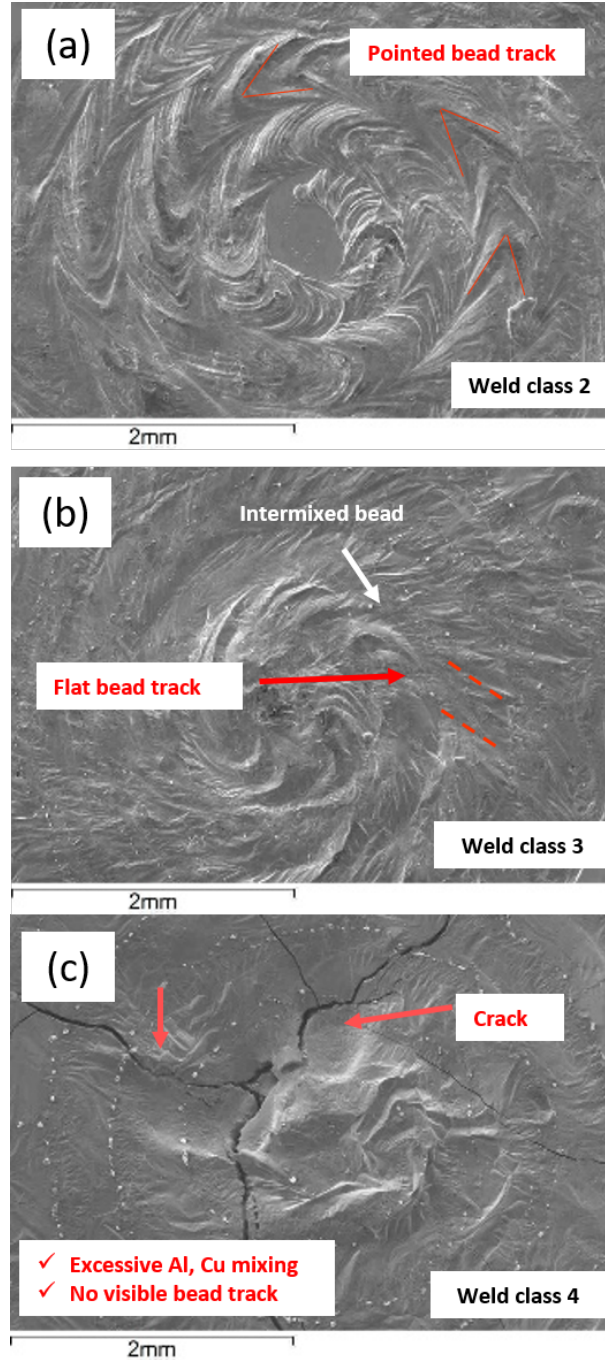 (a)
Pointed bead track
Weld class 2
2mm
(b)
Intermixed bead
Flat bead track
Weld class 3
2mm
(c)
Crack
✓ Excessive Al, Cu mixing
✓ No visible bead track
Weld class 4
2mm